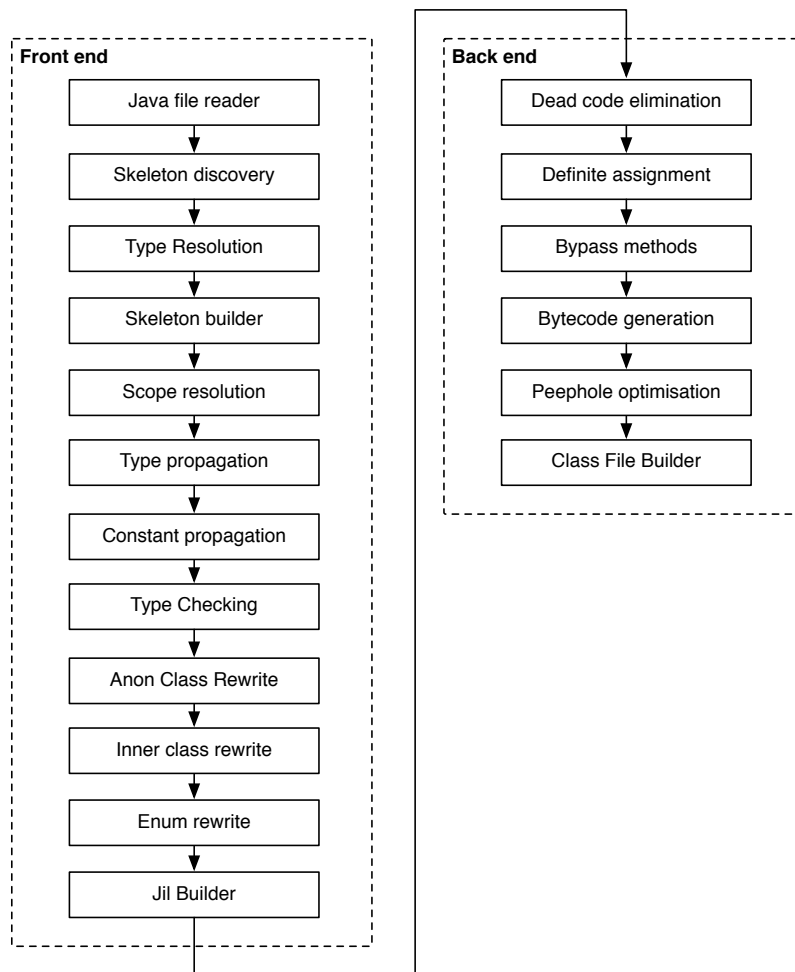 Front end
Java file reader
Skeleton discovery
Type Resolution
Skeleton builder
Scope resolution
Type propagation
Constant propagation
Type Checking
Anon Class Rewrite
Inner class rewrite
Enum rewrite
Jil Builder
Back end
Dead code elimination
Definite assignment
Bypass methods
Bytecode generation
Peephole optimisation
Class File Builder